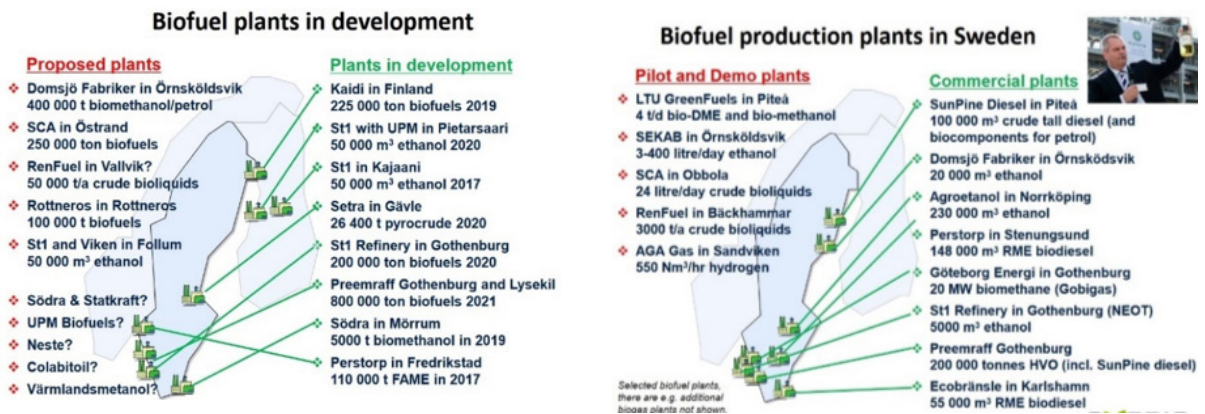 Biofuel plants in development
Proposed plants
Domsjö Fabriker in Örnsköldsvik
400 000 t biomethanol/petrol
SCA in Östrand
250 000 ton biofuels
RenFuel in Vallvik?
50 000 t/a crude bioliquids
Rottneros in Rottneros
100 000 t biofuels
St1 and Viken in Follum
50 000 m³ ethanol
Södra & Statkraft?
UPM Biofuels?
Neste?
Colabitoil?
Värmlandsmetanol?
Plants in development
Kaidi in Finland
225 000 ton biofuels 2019
St1 with UPM in Pietarsaari
50 000 m³ ethanol 2020
St1 in Kajaani
50 000 m³ ethanol 2017
Setra in Gävle
26 400 t pyrocrude 2020
St1 Refinery in Gothenburg
200 000 ton biofuels 2020
Preemraff Gothenburg and Lysekil
800 000 ton biofuels 2021
Södra in Mörrum
5000 t biomethanol in 2019
Perstorp in Fredrikstad
110 000 t FAME in 2017
Biofuel production plants in Sweden
Pilot and Demo plants
LTU GreenFuels in Piteå
4 t/d bio-DME and bio-methanol
SEKAB in Örnsköldsvik
3-400 litre/day ethanol
SCA in Obbola
24 litre/day crude bioliquids
RenFuel in Bäckhammar
3000 t/a crude bioliquids
AGA Gas in Sandviken
550 Nm³/hr hydrogen
Selected biofuel plants,
there are e.g. additional
biogas plants not shown.
Commercial plants
SunPine Diesel in Piteå
100 000 m³ crude tall diesel (and
biocomponents for petrol)
Domsjö Fabriker in Örnsködsvik
20 000 m³ ethanol
Agroetanol in Norrköping
230 000 m³ ethanol
Perstorp in Stenungsund
148 000 m³ RME biodiesel
Göteborg Energi in Gothenburg
20 MW biomethane (Gobigas)
St1 Refinery in Gothenburg (NEOT)
5000 m³ ethanol
Preemraff Gothenburg
200 000 tonnes HVO (incl. SunPine diesel)
Ecobränsle in Karlshamn
55 000 m³ RME biodiesel